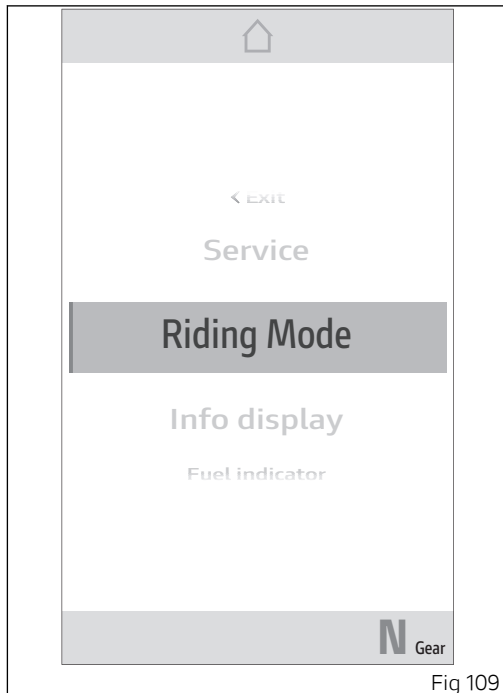 < Exit
Service
Riding Mode
Info display
Fuel indicator
N Gear
Fig 109